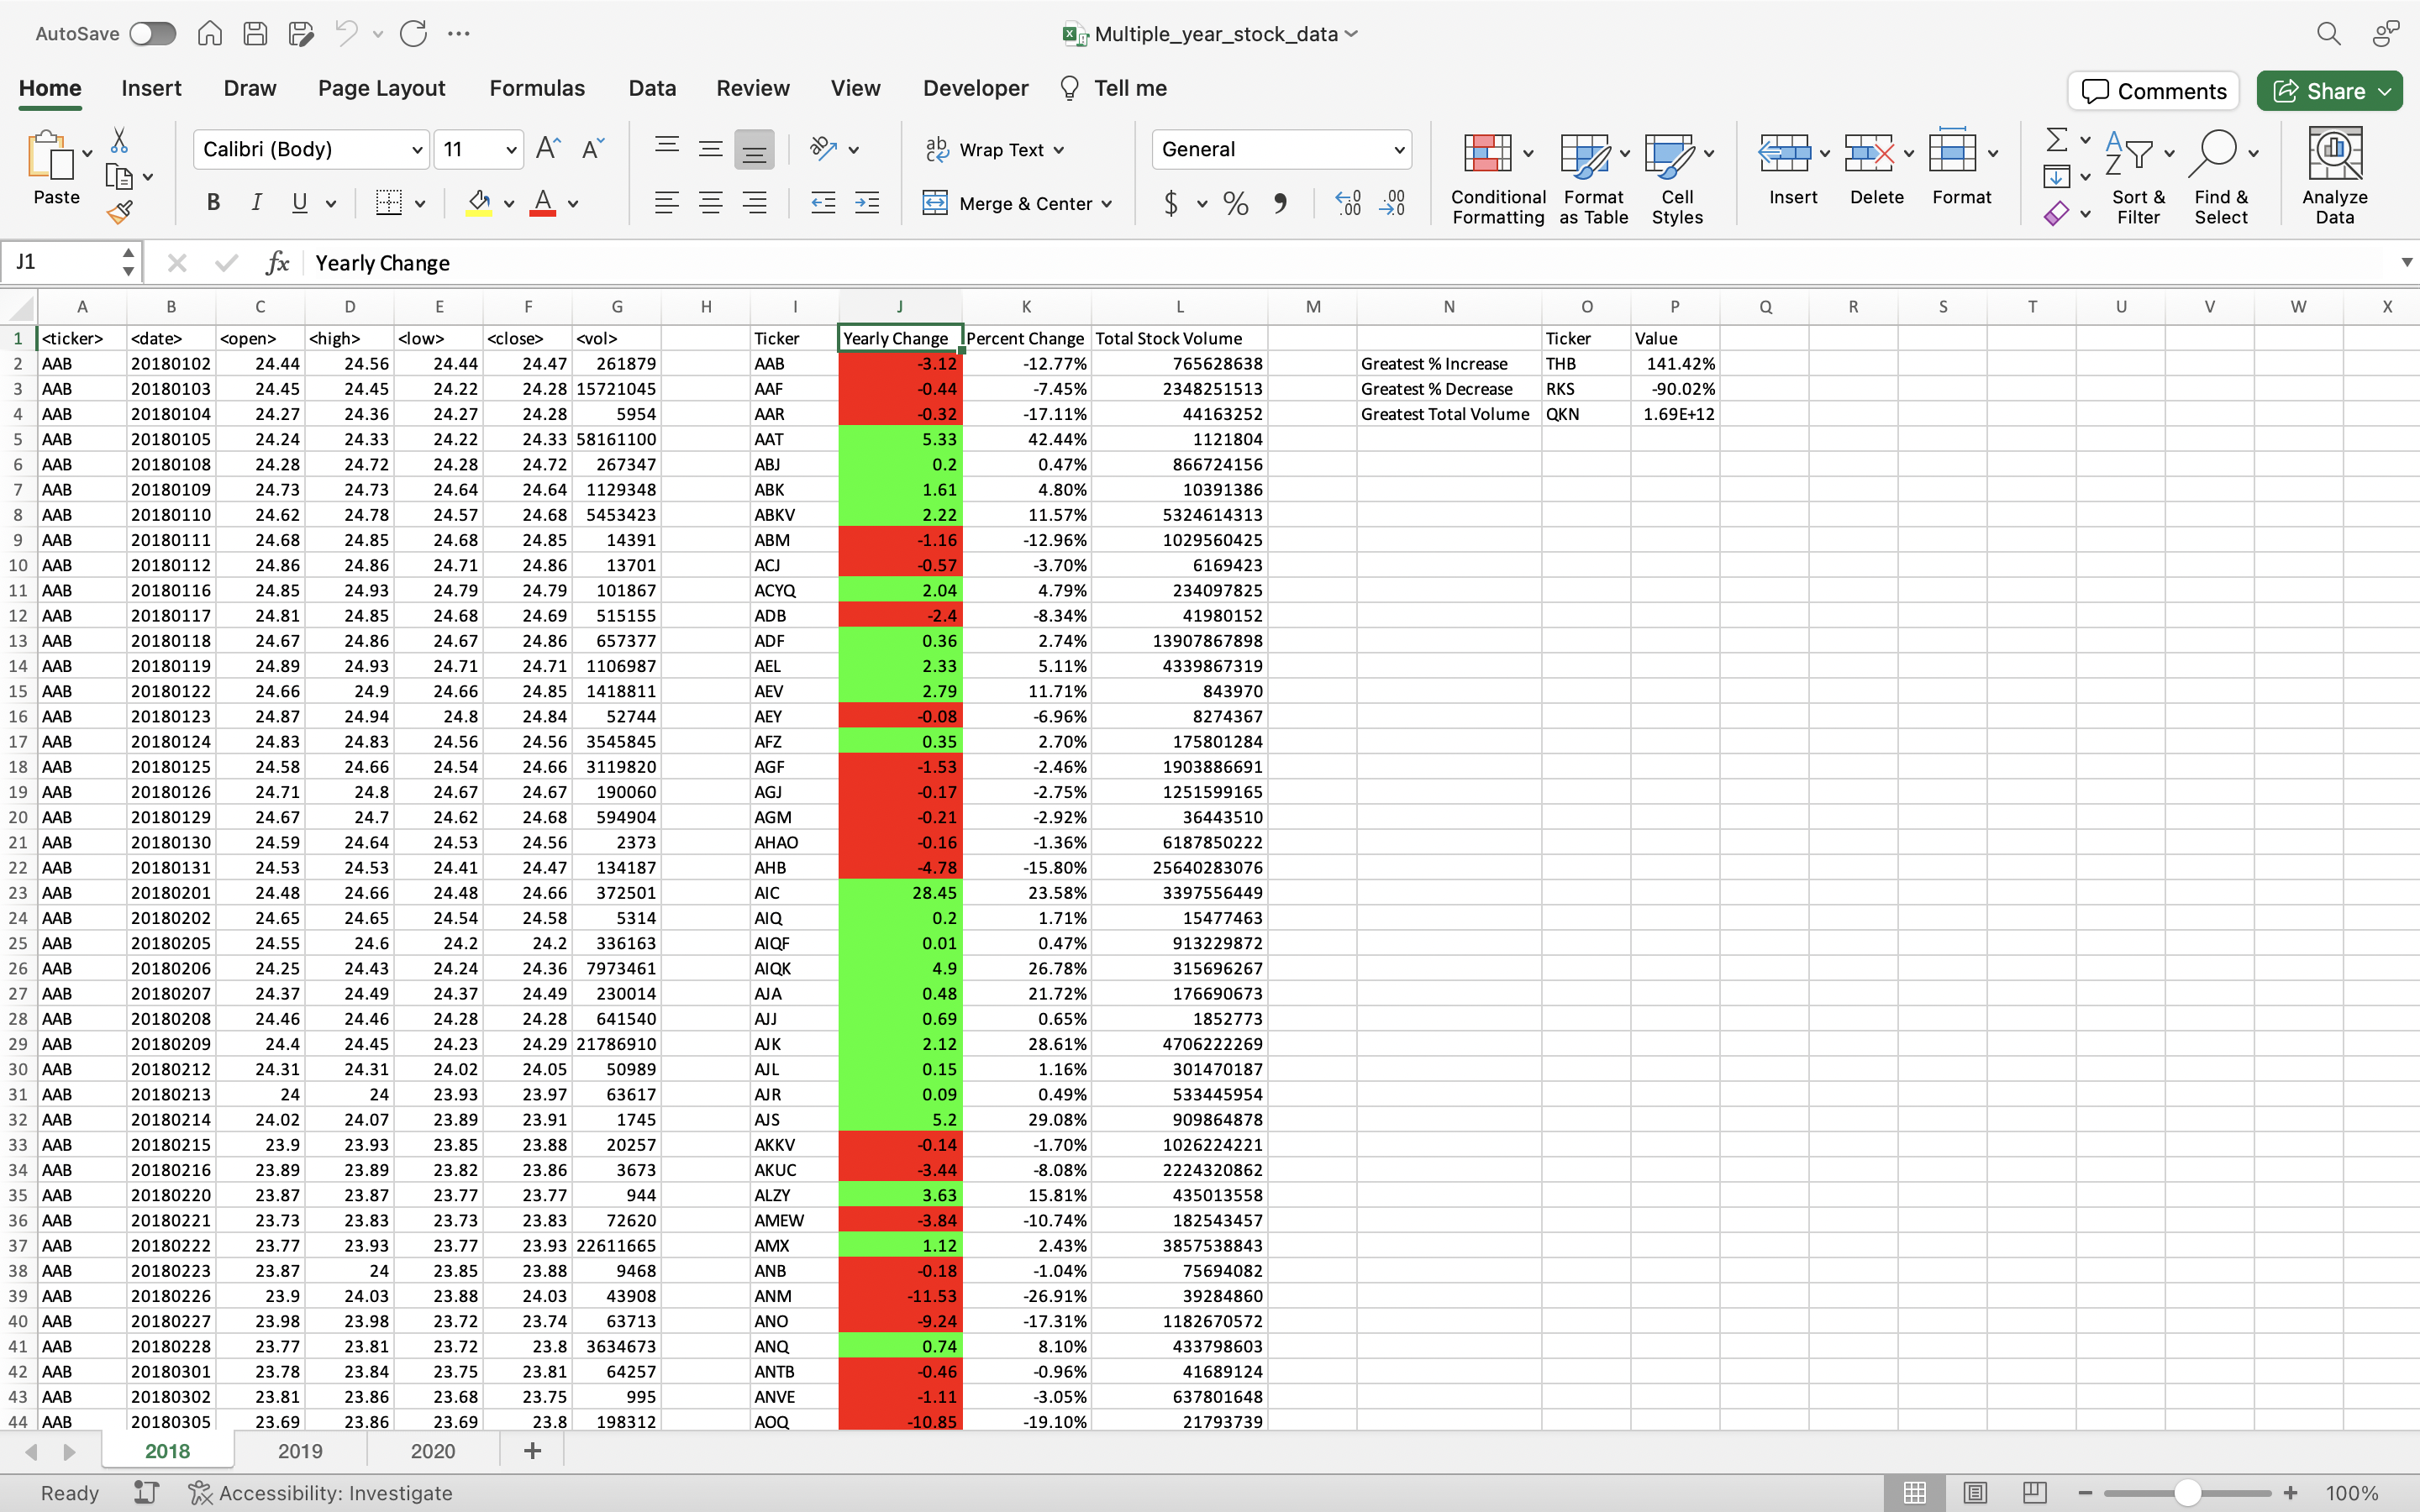 AutoSave Multiple_year_stock_data
Home Insert Draw Page Layout Formulas Data Review View Developer Tell me Comments Share
Paste Calibri (Body) 11 Wrap Text General Conditional Formatting Format as Table Cell Styles Insert Delete Format Sort & Filter Find & Select Analyze Data
B I U Merge & Center $ %
J1 fx Yearly Change
A B C D E F G H I J K L M N O P Q R S T U V W X
1 <ticker> <date> <open> <high> <low> <close> <vol> Ticker Yearly Change Percent Change Total Stock Volume Ticker Value
2 AAB 20180102 24.44 24.56 24.44 24.47 261879 AAB -3.12 -12.77% 765628638 Greatest % Increase THB 141.42%
3 AAB 20180103 24.45 24.45 24.22 24.28 15721045 AAF -0.44 -7.45% 2348251513 Greatest % Decrease RKS -90.02%
4 AAB 20180104 24.27 24.36 24.27 24.28 5954 AAR -0.32 -17.11% 44163252 Greatest Total Volume QKN 1.69E+12
5 AAB 20180105 24.24 24.33 24.22 24.33 58161100 AAT 5.33 42.44% 1121804
6 AAB 20180108 24.28 24.72 24.28 24.72 267347 ABJ 0.2 0.47% 866724156
7 AAB 20180109 24.73 24.73 24.64 24.64 1129348 ABK 1.61 4.80% 10391386
8 AAB 20180110 24.62 24.78 24.57 24.68 5453423 ABKV 2.22 11.57% 5324614313
9 AAB 20180111 24.68 24.85 24.68 24.85 14391 ABM -1.16 -12.96% 1029560425
10 AAB 20180112 24.86 24.86 24.71 24.86 13701 ACJ -0.57 -3.70% 6169423
11 AAB 20180116 24.85 24.93 24.79 24.79 101867 ACYQ 2.04 4.79% 234097825
12 AAB 20180117 24.81 24.85 24.68 24.69 515155 ADB -2.4 -8.34% 41980152
13 AAB 20180118 24.67 24.86 24.67 24.86 657377 ADF 0.36 2.74% 13907867898
14 AAB 20180119 24.89 24.93 24.71 24.71 1106987 AEL 2.33 5.11% 4339867319
15 AAB 20180122 24.66 24.9 24.66 24.85 1418811 AEV 2.79 11.71% 843970
16 AAB 20180123 24.87 24.94 24.8 24.84 52744 AEY -0.08 -6.96% 8274367
17 AAB 20180124 24.83 24.83 24.56 24.56 3545845 AFZ 0.35 2.70% 175801284
18 AAB 20180125 24.58 24.66 24.54 24.66 3119820 AGF -1.53 -2.46% 1903886691
19 AAB 20180126 24.71 24.8 24.67 24.67 190060 AGJ -0.17 -2.75% 1251599165
20 AAB 20180129 24.67 24.7 24.62 24.68 594904 AGM -0.21 -2.92% 36443510
21 AAB 20180130 24.59 24.64 24.53 24.56 2373 AHAO -0.16 -1.36% 6187850222
22 AAB 20180131 24.53 24.53 24.41 24.47 134187 AHB -4.78 -15.80% 25640283076
23 AAB 20180201 24.48 24.66 24.48 24.66 372501 AIC 28.45 23.58% 3397556449
24 AAB 20180202 24.65 24.65 24.54 24.58 5314 AIQ 0.2 1.71% 15477463
25 AAB 20180205 24.55 24.6 24.2 24.2 336163 AIQF 0.01 0.47% 913229872
26 AAB 20180206 24.25 24.43 24.24 24.36 7973461 AIQK 4.9 26.78% 315696267
27 AAB 20180207 24.37 24.49 24.37 24.49 230014 AJA 0.48 21.72% 176690673
28 AAB 20180208 24.46 24.46 24.28 24.28 641540 AJJ 0.69 0.65% 1852773
29 AAB 20180209 24.4 24.45 24.23 24.29 21786910 AJK 2.12 28.61% 4706222269
30 AAB 20180212 24.31 24.31 24.02 24.05 50989 AJL 0.15 1.16% 301470187
31 AAB 20180213 24 24 23.93 23.97 63617 AJR 0.09 0.49% 533445954
32 AAB 20180214 24.02 24.07 23.89 23.91 1745 AJS 5.2 29.08% 909864878
33 AAB 20180215 23.9 23.93 23.85 23.88 20257 AKKV -0.14 -1.70% 1026224221
34 AAB 20180216 23.89 23.89 23.82 23.86 3673 AKUC -3.44 -8.08% 2224320862
35 AAB 20180220 23.87 23.87 23.77 23.77 944 ALZY 3.63 15.81% 435013558
36 AAB 20180221 23.73 23.83 23.73 23.83 72620 AMEW -3.84 -10.74% 182543457
37 AAB 20180222 23.77 23.93 23.77 23.93 22611665 AMX 1.12 2.43% 3857538843
38 AAB 20180223 23.87 24 23.85 23.88 9468 ANB -0.18 -1.04% 75694082
39 AAB 20180226 23.9 24.03 23.88 24.03 43908 ANM -11.53 -26.91% 39284860
40 AAB 20180227 23.98 23.98 23.72 23.74 63713 ANO -9.24 -17.31% 1182670572
41 AAB 20180228 23.77 23.81 23.72 23.8 3634673 ANQ 0.74 8.10% 433798603
42 AAB 20180301 23.78 23.84 23.75 23.81 64257 ANTB -0.46 -0.96% 41689124
43 AAB 20180302 23.81 23.86 23.68 23.75 995 ANVE -1.11 -3.05% 637801648
44 AAB 20180305 23.69 23.86 23.69 23.8 198312 AOQ -10.85 -19.10% 21793739
2018 2019 2020 +
Ready Accessibility: Investigate 100%